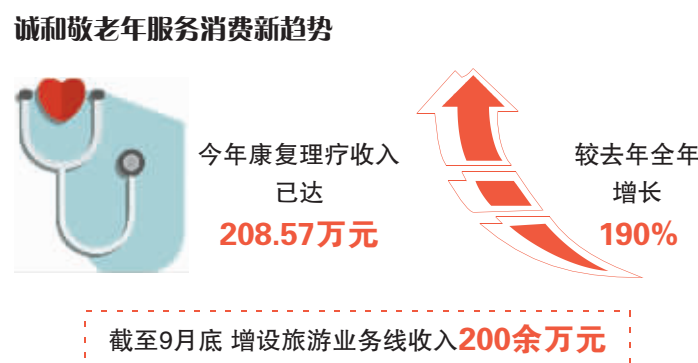 诚和敬老年服务消费新趋势
今年康复理疗收入
已达
208.57万元
较去年全年
增长
190%
截至9月底 增设旅游业务线收入200余万元